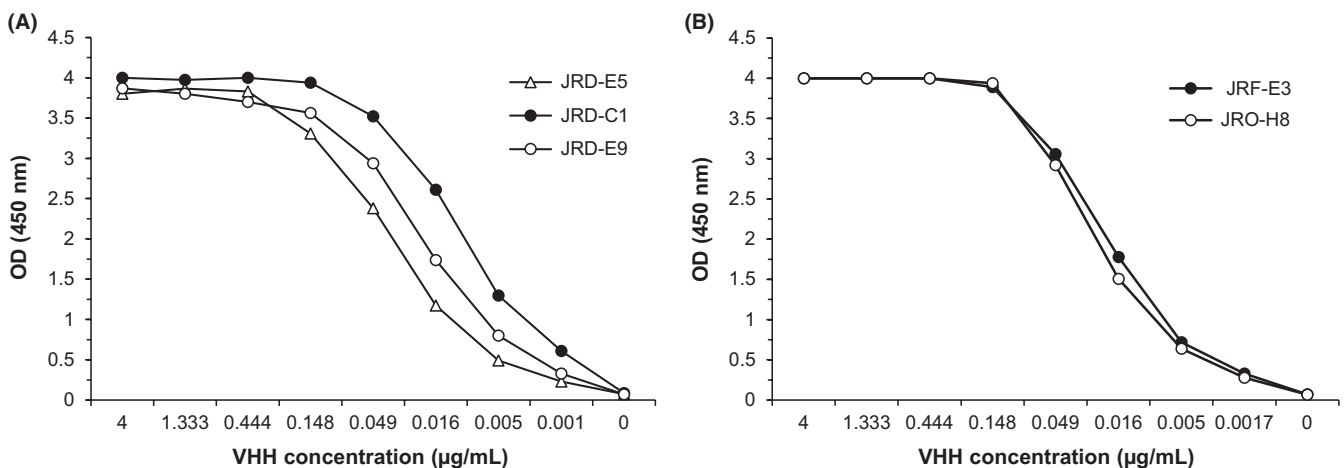 (A)
4.5
4
3.5
3
2.5
2
1.5
1
0.5
0
OD (450 nm)
JRD-E5
JRD-C1
JRD-E9
4 1.333 0.444 0.148 0.049 0.016 0.005 0.001 0
VHH concentration (µg/mL)
(B)
4.5
4
3.5
3
2.5
2
1.5
1
0.5
0
OD (450 nm)
JRF-E3
JRO-H8
4 1.333 0.444 0.148 0.049 0.016 0.005 0.0017 0
VHH concentration (µg/mL)